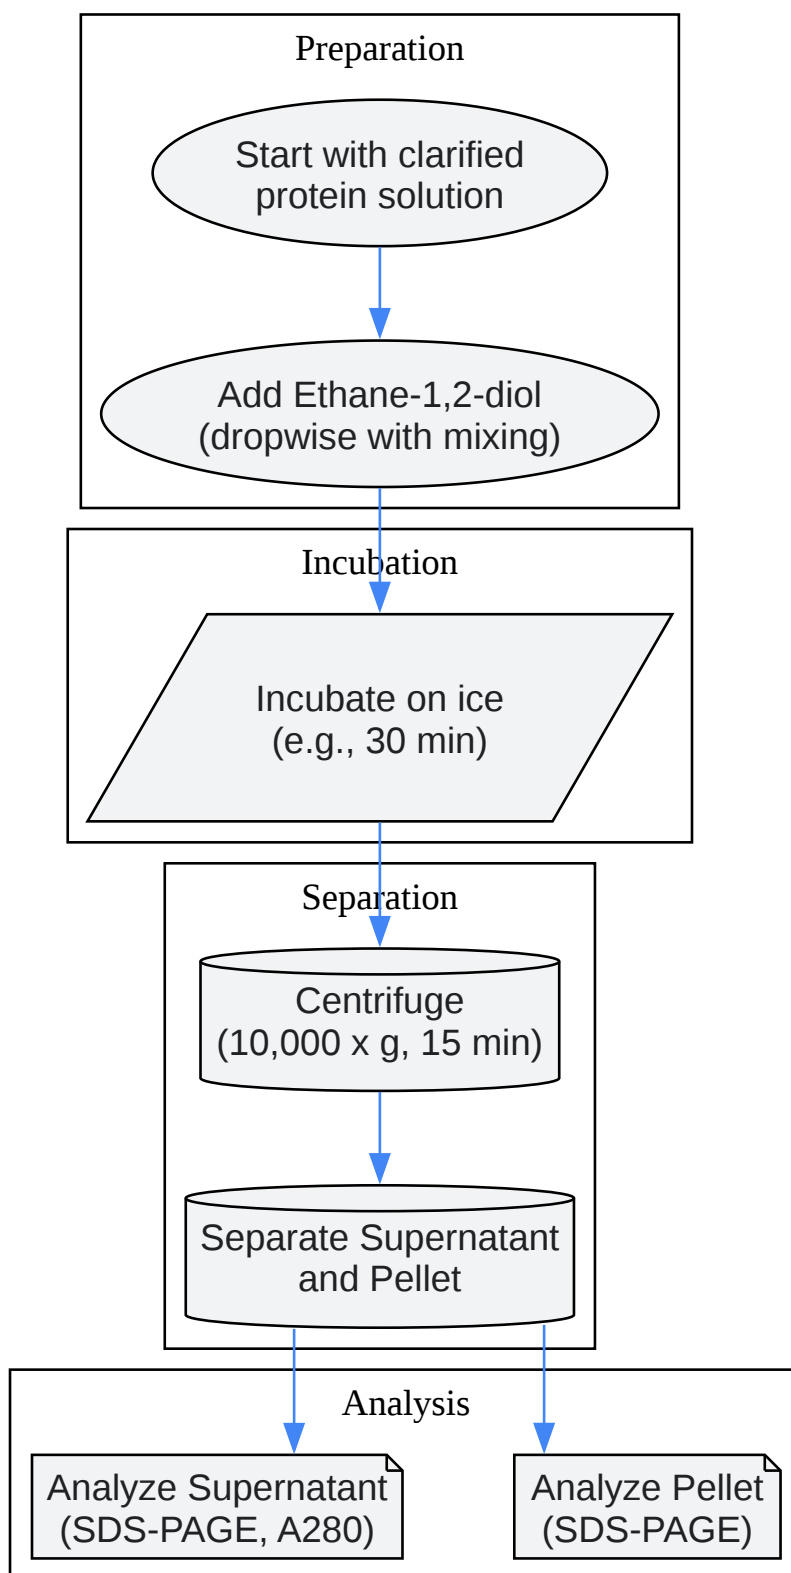 Preparation
Start with clarified
protein solution
Add Ethane-1,2-diol
(dropwise with mixing)
Incubation
Incubate on ice
(e.g., 30 min)
Separation
Centrifuge
(10,000 x g, 15 min)
Separate Supernatant
and Pellet
Analysis
Analyze Supernatant
(SDS-PAGE, A280)
Analyze Pellet
(SDS-PAGE)